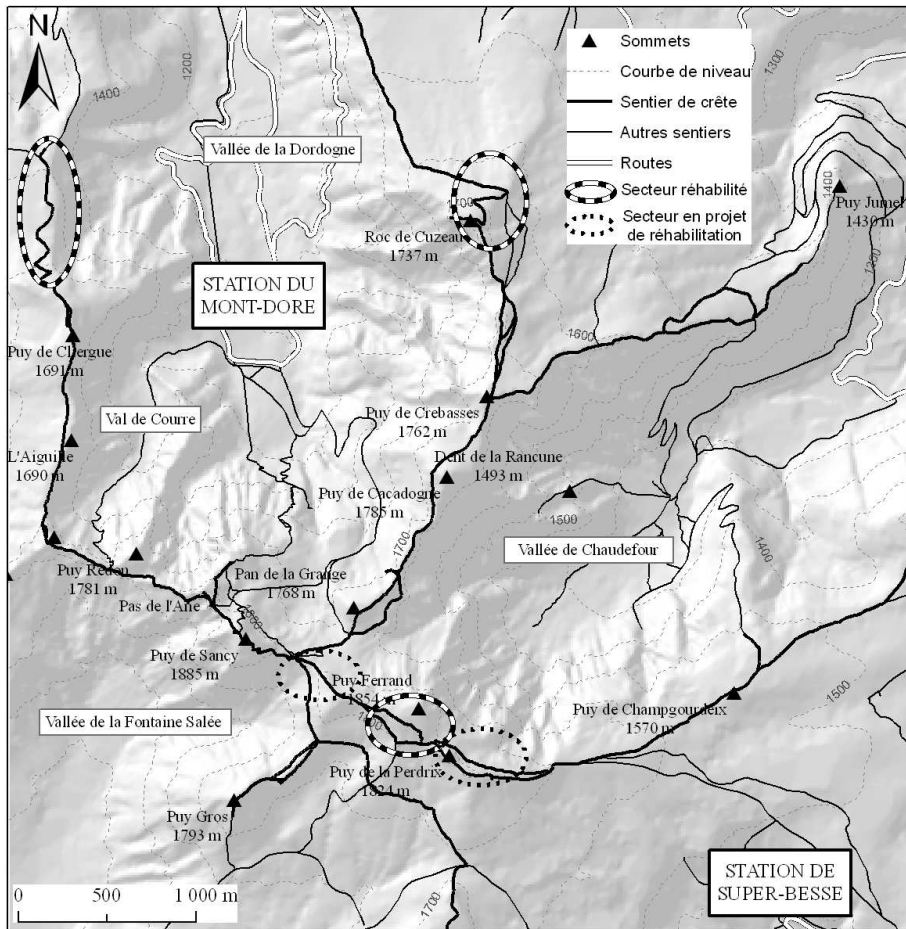 N
1200
1400
1300
Sommets
Courbe de niveau
Sentier de crête
Autres sentiers
Routes
Secteur réhabilité
Secteur en projet
de réhabilitation
Vallée de la Dordogne
1400
Puy Jumel
1430 m
1700
Roc de Cuzeau
1737 m
1200
STATION DU
MONT-DORE
1600
Puy de Chergue
1691 m
Val de Courre
Puy de Crebasses
1762 m
L'Aiguille
1690 m
Dent de la Rancune
1493 m
Puy de Cacadogne
1785 m
1500
1700
Vallée de Chaudefour
1400
Puy Redon
1781 m
Pan de la Grange
1768 m
Pas de l'Ane
1800
Puy de Sancy
1885 m
Puy Ferrand
1854 m
1500
Puy de Champgourdeix
1570 m
Vallée de la Fontaine Salée
1800
Puy de la Perdrix
1824 m
Puy Gros
1793 m
STATION DE
SUPER-BESSE
0 500 1 000 m
1700